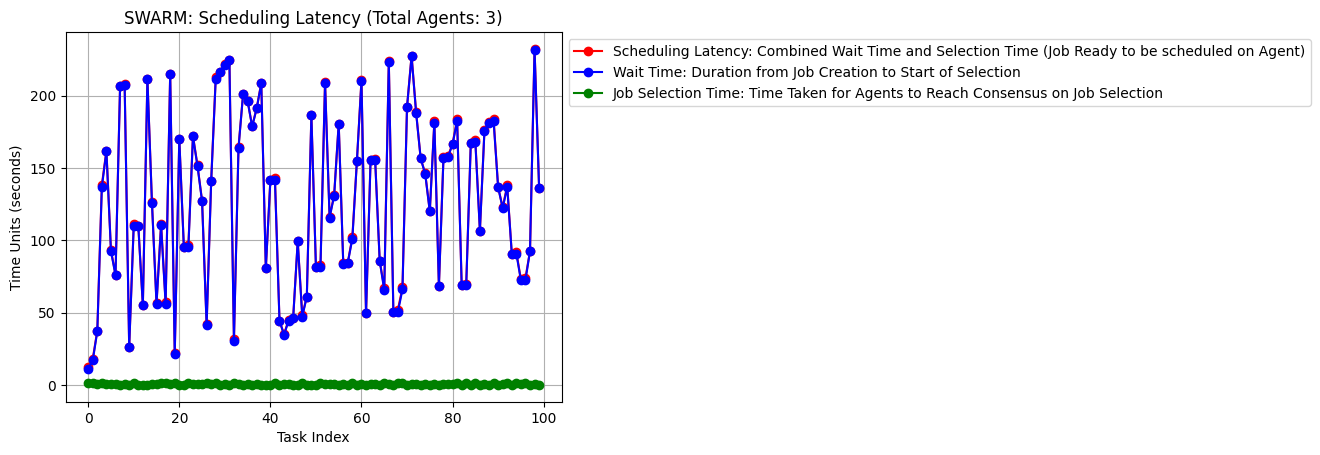 SWARM: Scheduling Latency (Total Agents: 3)
Scheduling Latency: Combined Wait Time and Selection Time (Job Ready to be scheduled on Agent)
Wait Time: Duration from Job Creation to Start of Selection
Job Selection Time: Time Taken for Agents to Reach Consensus on Job Selection
Time Units (seconds)
200
150
100
50
0
0 20 40 60 80 100
Task Index